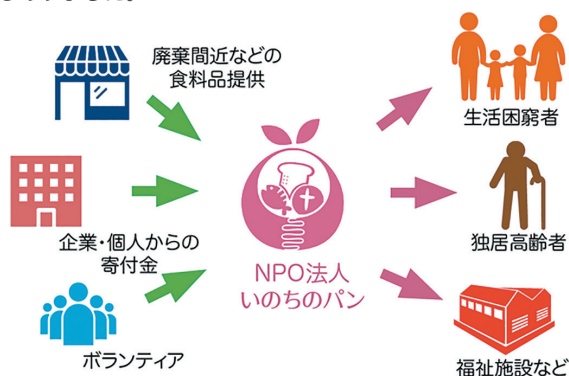 廃棄間近などの
食料品提供
生活困窮者
企業・個人からの
寄付金
NPO法人
いのちのパン
独居高齢者
ボランティア
福祉施設など